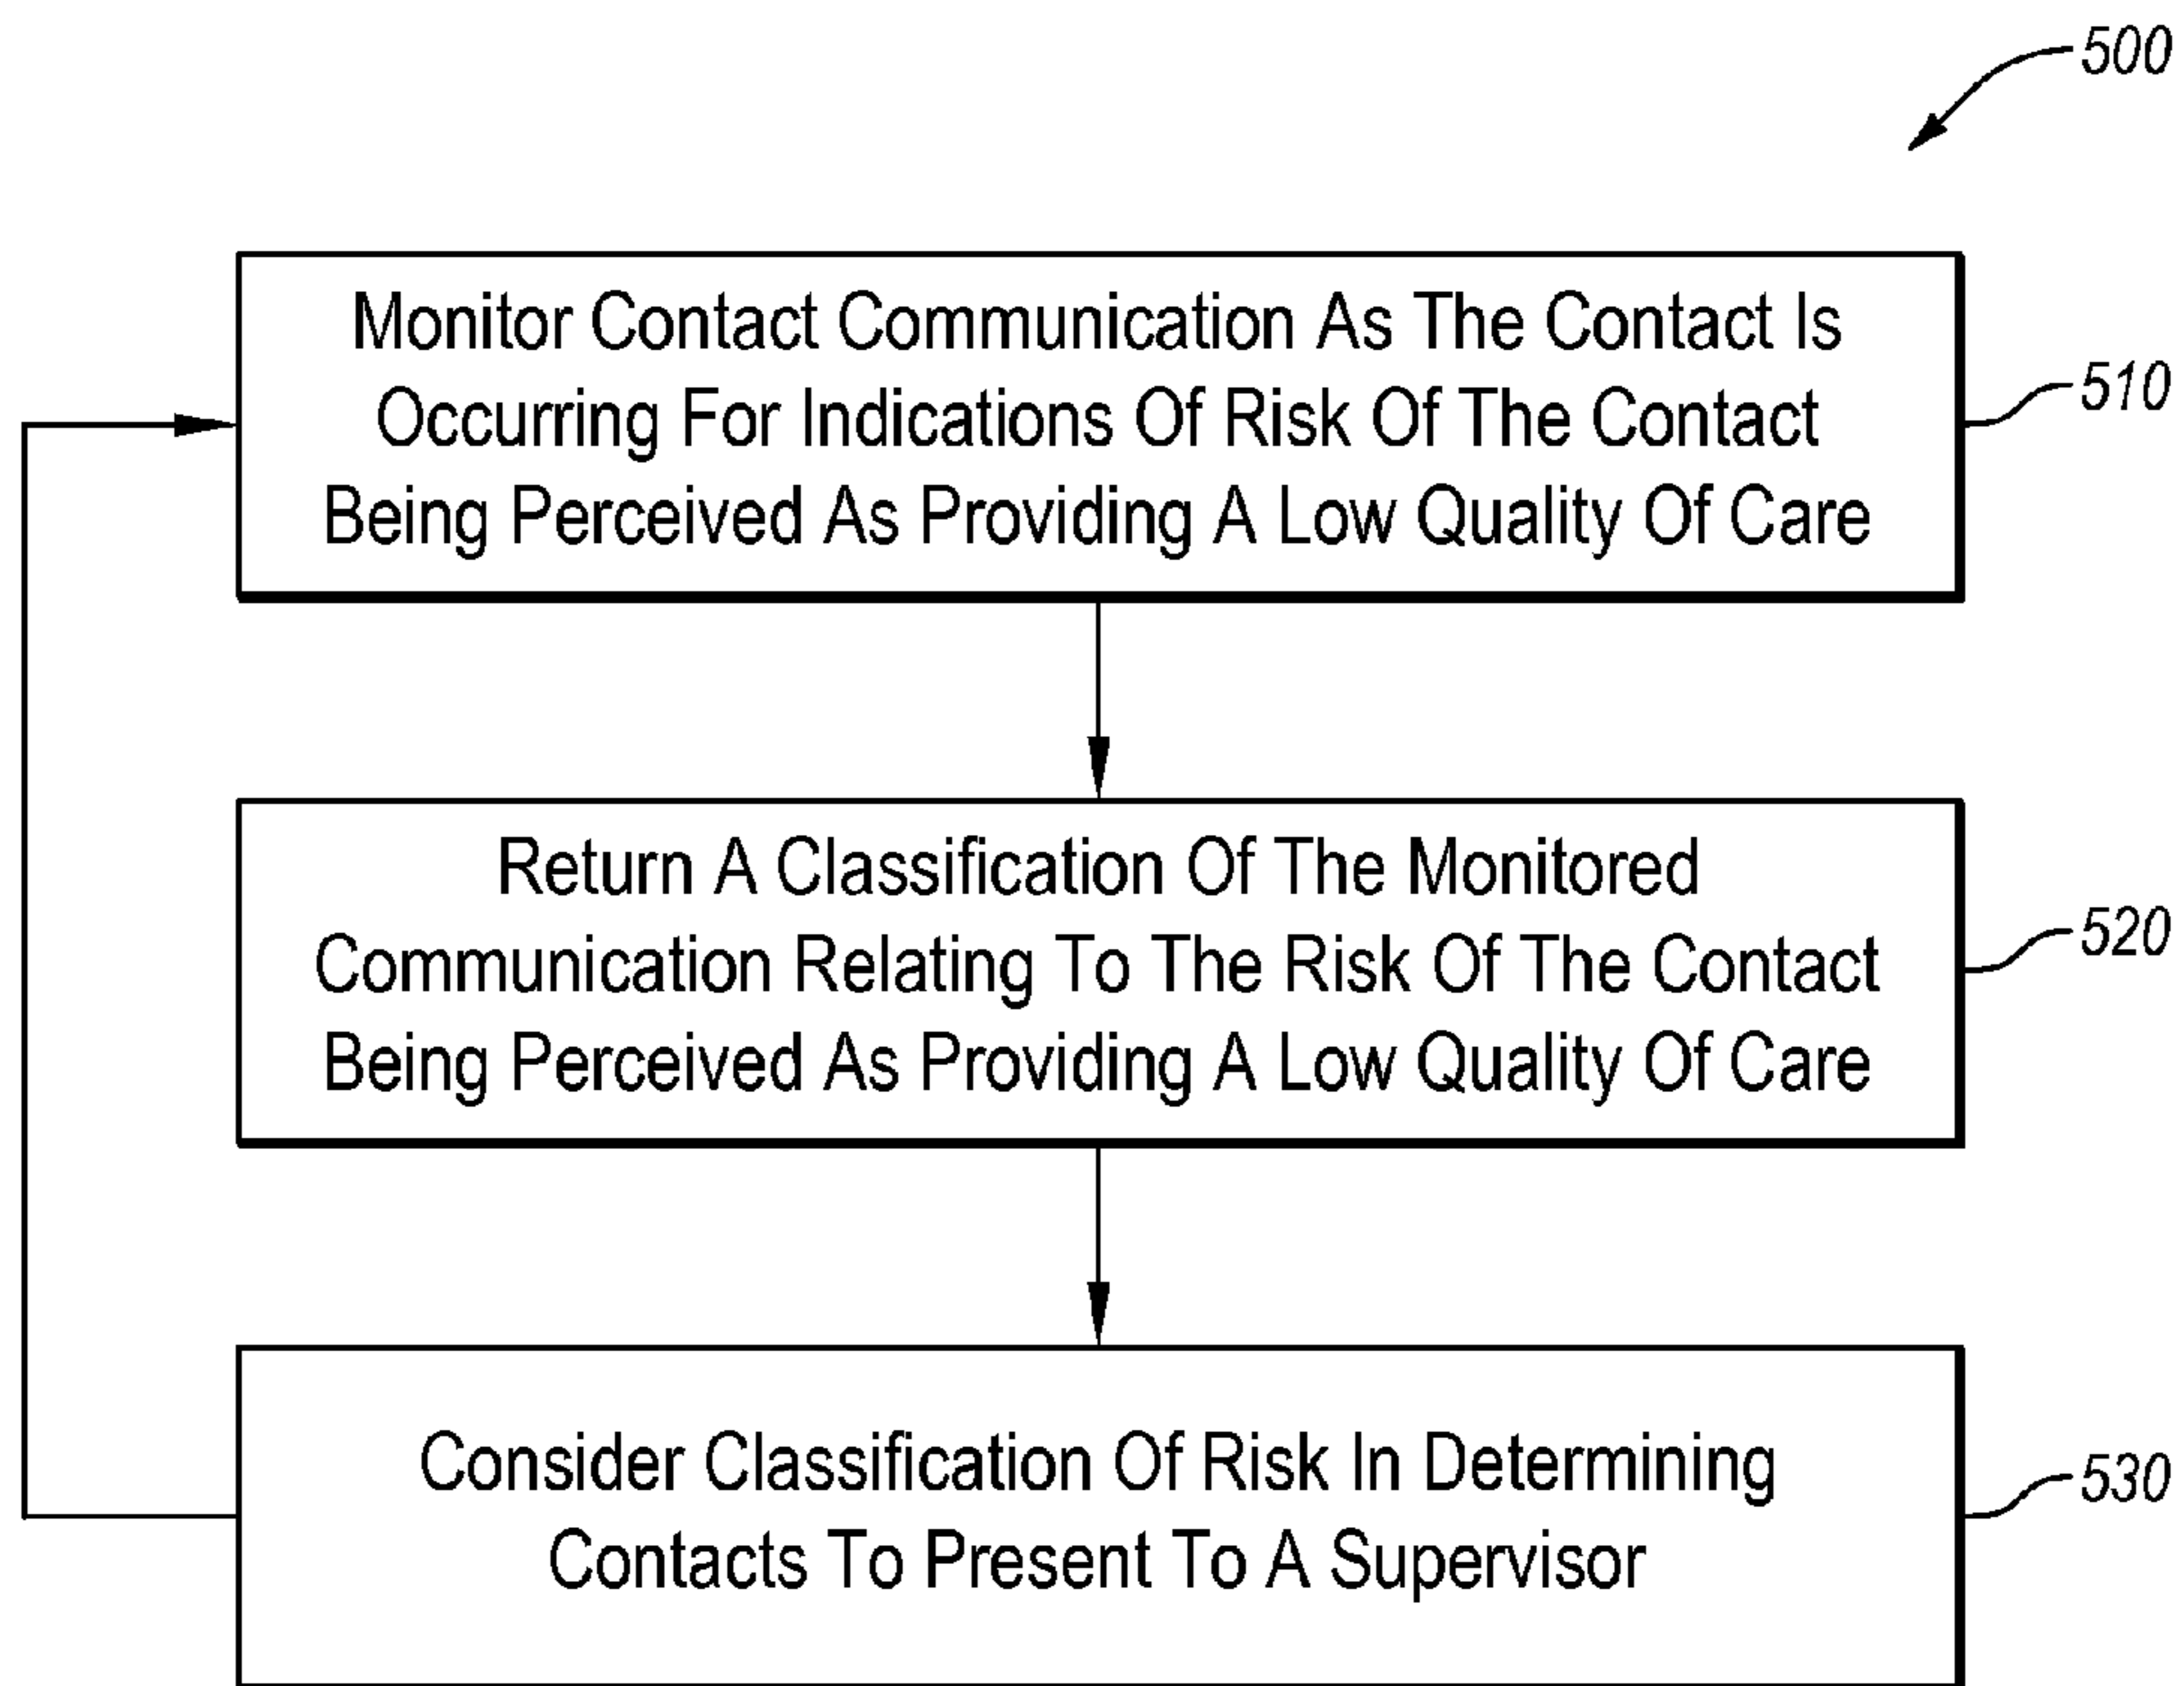 500
Monitor Contact Communication As The Contact Is
Occurring For Indications Of Risk Of The Contact
Being Perceived As Providing A Low Quality Of Care
510
Return A Classification Of The Monitored
Communication Relating To The Risk Of The Contact
Being Perceived As Providing A Low Quality Of Care
520
Consider Classification Of Risk In Determining
Contacts To Present To A Supervisor
530